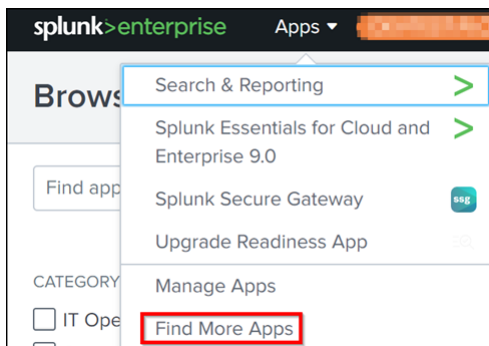 splunk>enterprise Apps
Brows
Search & Reporting
Splunk Essentials for Cloud and
Enterprise 9.0
Find app
Splunk Secure Gateway
ssg
Upgrade Readiness App
CATEGORY
Manage Apps
IT Ope
Find More Apps